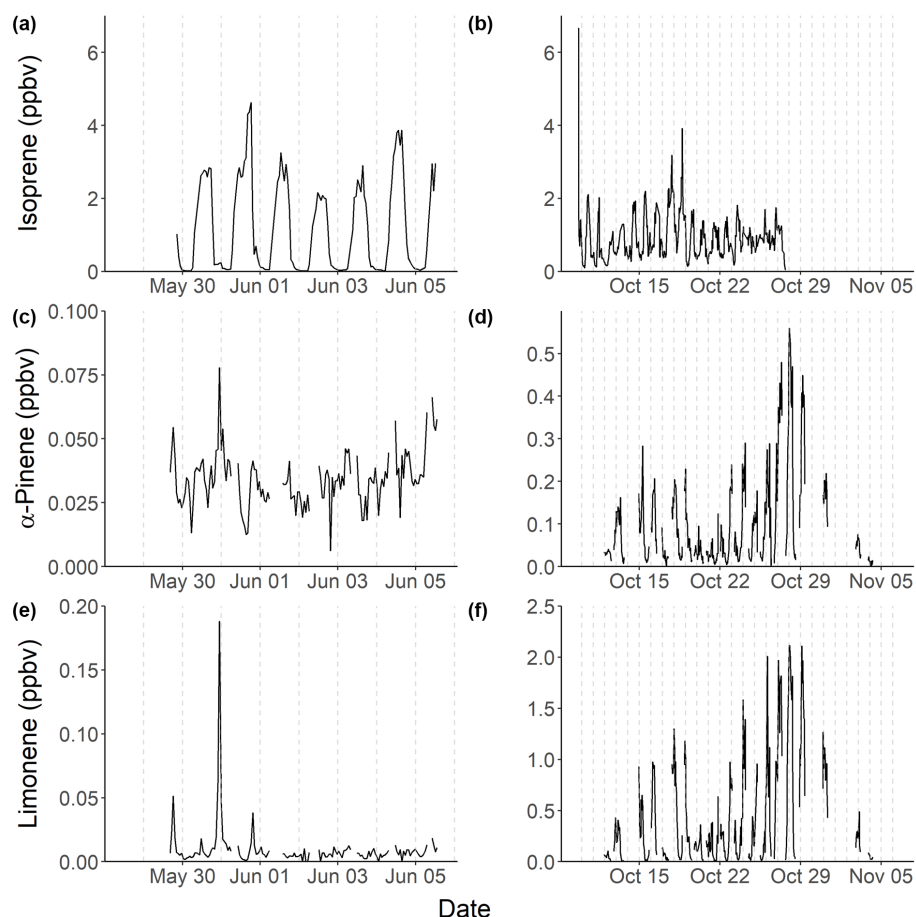 (a)
(b)
Isoprene (ppbv)
6
4
2
0
May 30 Jun 01 Jun 03 Jun 05
6
4
2
0
Oct 15 Oct 22 Oct 29 Nov 05
(c)
(d)
α-Pinene (ppbv)
0.100
0.075
0.050
0.025
0.000
May 30 Jun 01 Jun 03 Jun 05
0.5
0.4
0.3
0.2
0.1
0.0
Oct 15 Oct 22 Oct 29 Nov 05
(e)
(f)
Limonene (ppbv)
0.20
0.15
0.10
0.05
0.00
May 30 Jun 01 Jun 03 Jun 05
2.5
2.0
1.5
1.0
0.5
0.0
Oct 15 Oct 22 Oct 29 Nov 05
Date